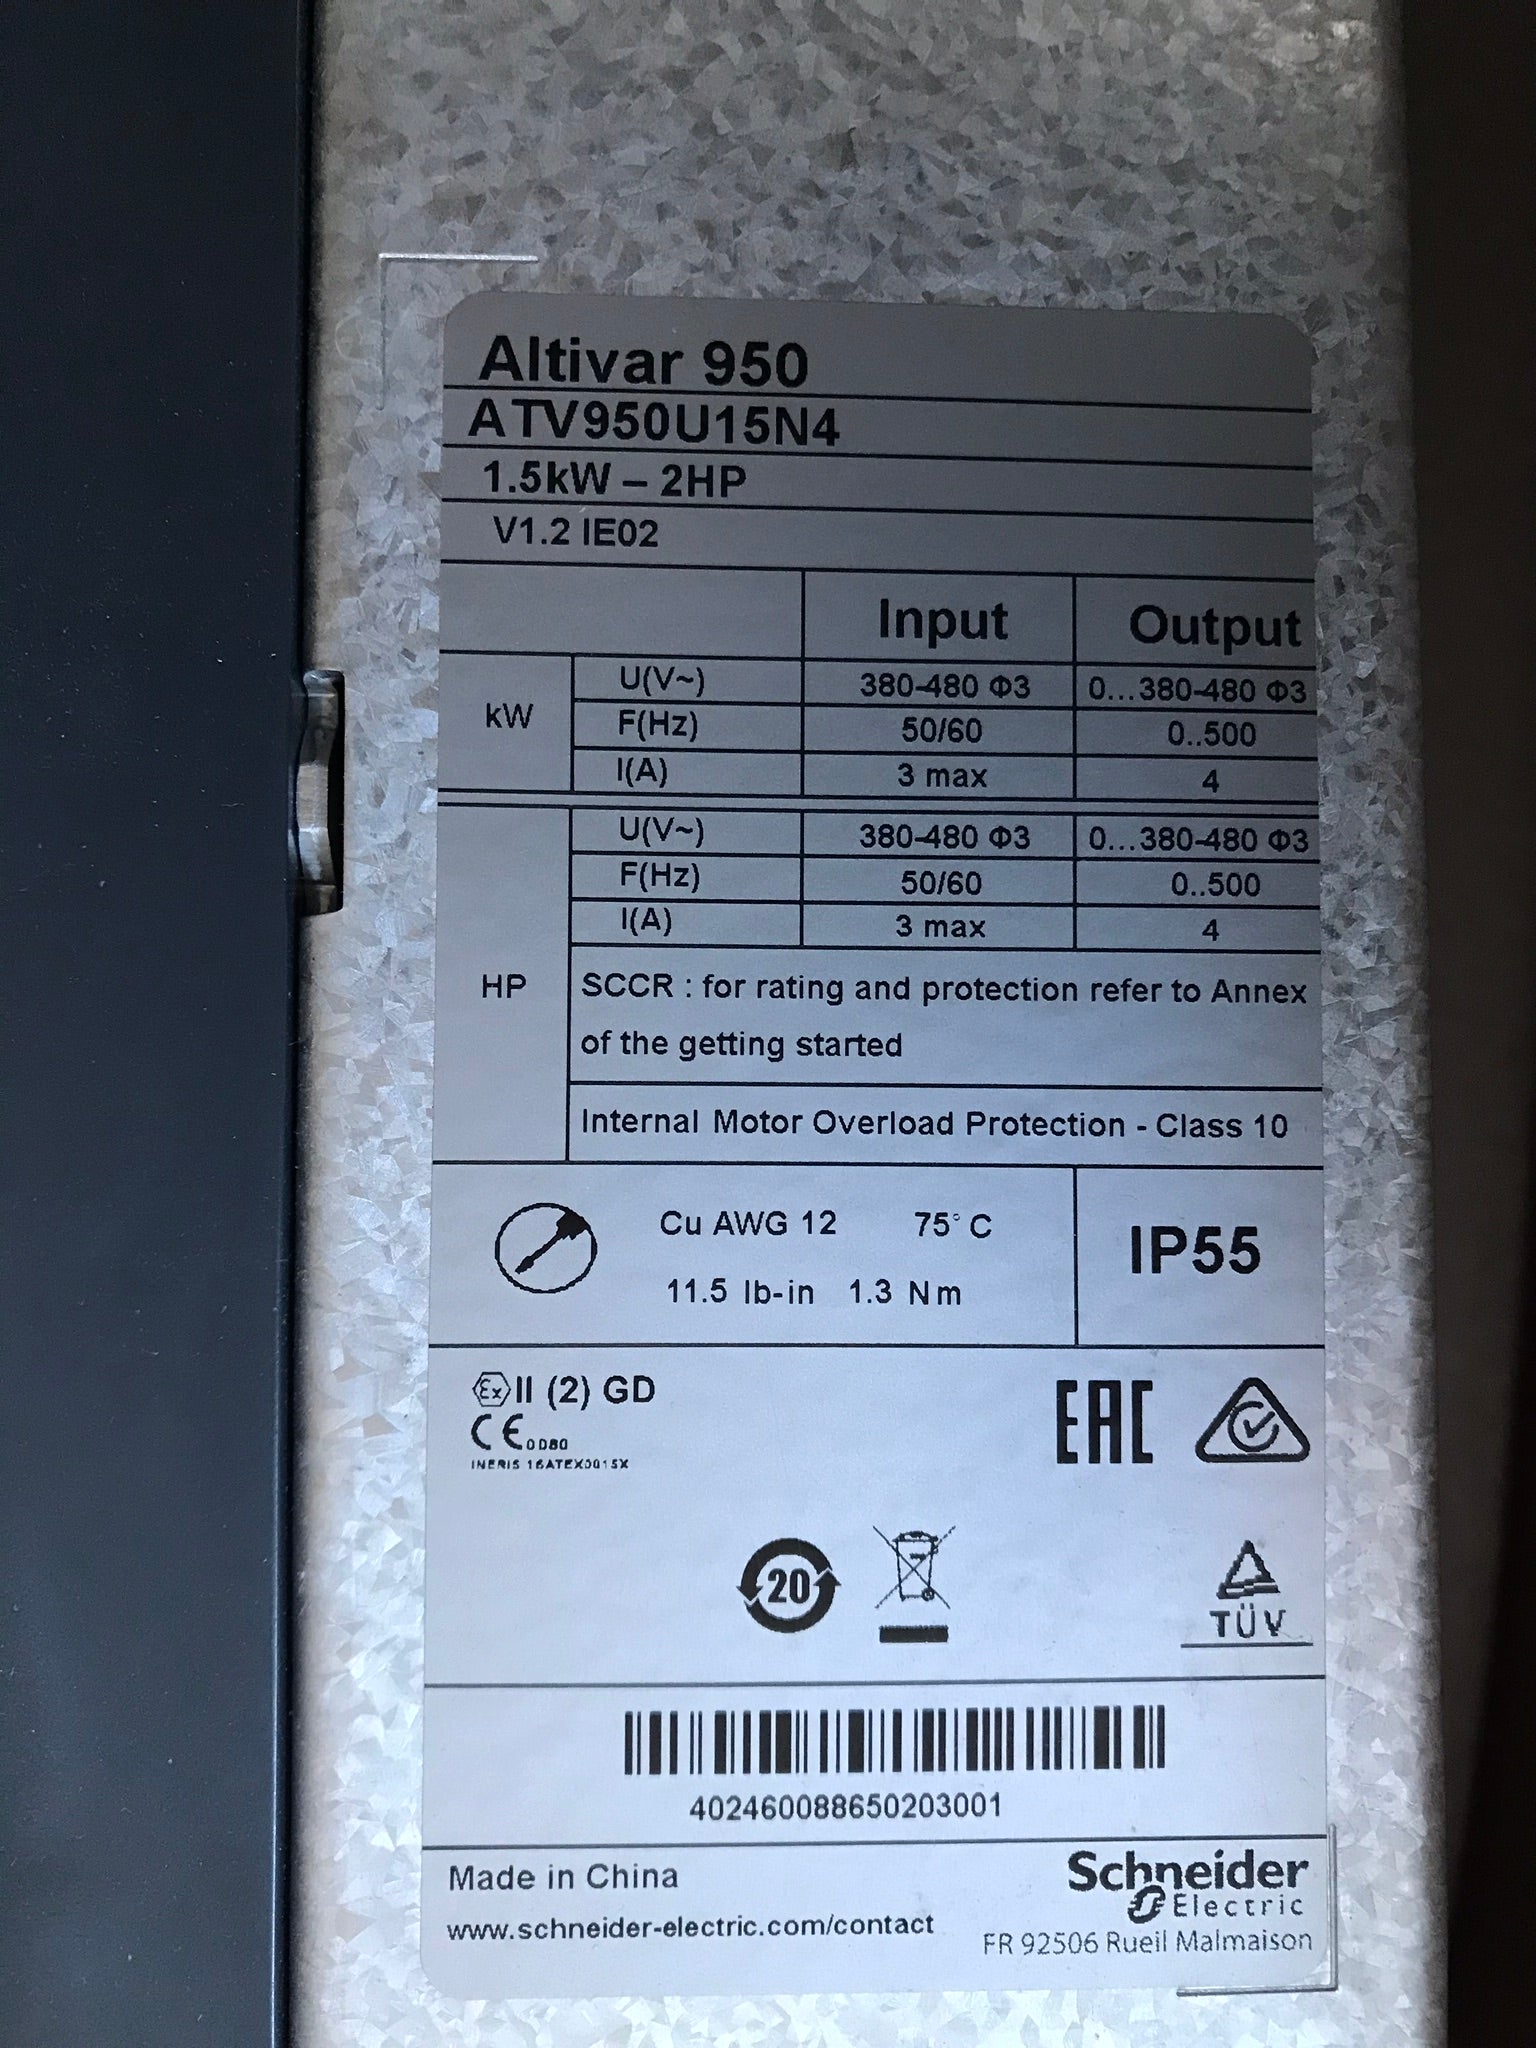 Altivar 950
ATV950U15N4
1.5kW – 2HP
V1.2 IE02
Input Output
kW
U(V~) 380-480 Φ3 0...380-480 Φ3
F(Hz) 50/60 0..500
I(A) 3 max 4
HP
U(V~) 380-480 Φ3 0...380-480 Φ3
F(Hz) 50/60 0..500
I(A) 3 max 4
SCCR : for rating and protection refer to Annex
of the getting started
Internal Motor Overload Protection - Class 10
Cu AWG 12 75° C
11.5 lb-in 1.3 Nm
IP55
Ex II (2) GD
CE 0080
INERIS 16ATEX0015X
EAC
20
TÜV
402460088650203001
Made in China
www.schneider-electric.com/contact
Schneider
Electric
FR 92506 Rueil Malmaison